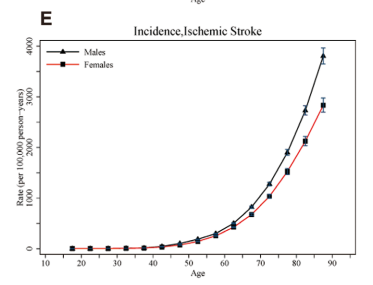 Age
E
Incidence,Ischemic Stroke
Males
Females
Rate (per 100,000 person-years)
4000
3000
2000
1000
0
10 20 30 40 50 60 70 80 90
Age